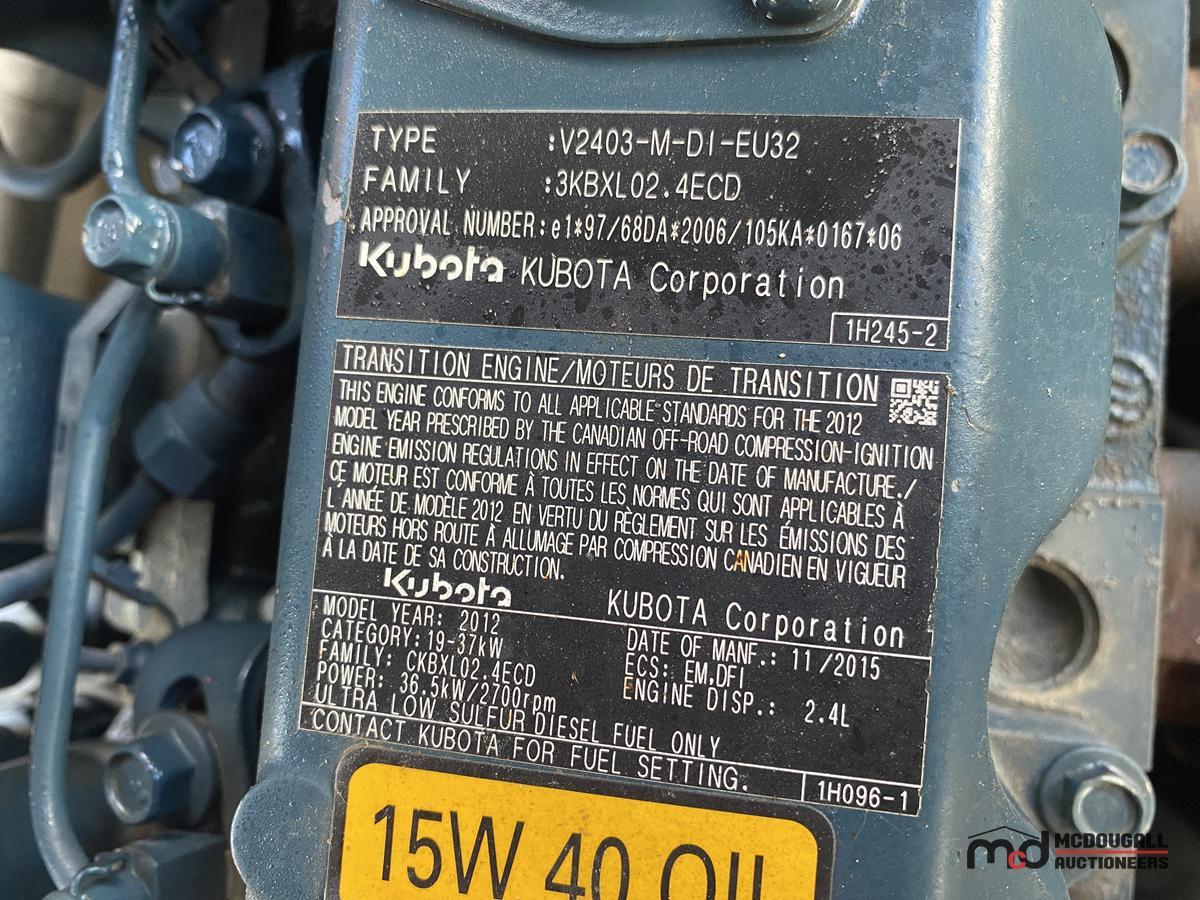 TYPE :V2403-M-DI-EU32
FAMILY :3KBXL02.4ECD
APPROVAL NUMBER:e1*97/68DA*2006/105KA*0167*06
Kubota KUBOTA Corporation
1H245-2
TRANSITION ENGINE/MOTEURS DE TRANSITION
THIS ENGINE CONFORMS TO ALL APPLICABLE STANDARDS FOR THE 2012
MODEL YEAR PRESCRIBED BY THE CANADIAN OFF-ROAD COMPRESSION-IGNITION
ENGINE EMISSION REGULATIONS IN EFFECT ON THE DATE OF MANUFACTURE./
CE MOTEUR EST CONFORME À TOUTES LES NORMES QUI SONT APPLICABLES À
L'ANNÉE DE MODÈLE 2012 EN VERTU DU RÈGLEMENT SUR LES ÉMISSIONS DES
MOTEURS HORS ROUTE À ALLUMAGE PAR COMPRESSION CANADIEN EN VIGUEUR
À LA DATE DE SA CONSTRUCTION.
Kubota KUBOTA Corporation
MODEL YEAR: 2012 DATE OF MANF.: 11/2015
CATEGORY:19-37kW ECS: EM,DFI
FAMILY: CKBXL02.4ECD ENGINE DISP.: 2.4L
POWER: 36.5kW/2700rpm
ULTRA LOW SULFUR DIESEL FUEL ONLY
CONTACT KUBOTA FOR FUEL SETTING.
1H096-1
15W 40 OIL
mcd MCDOUGALL
AUCTIONEERS